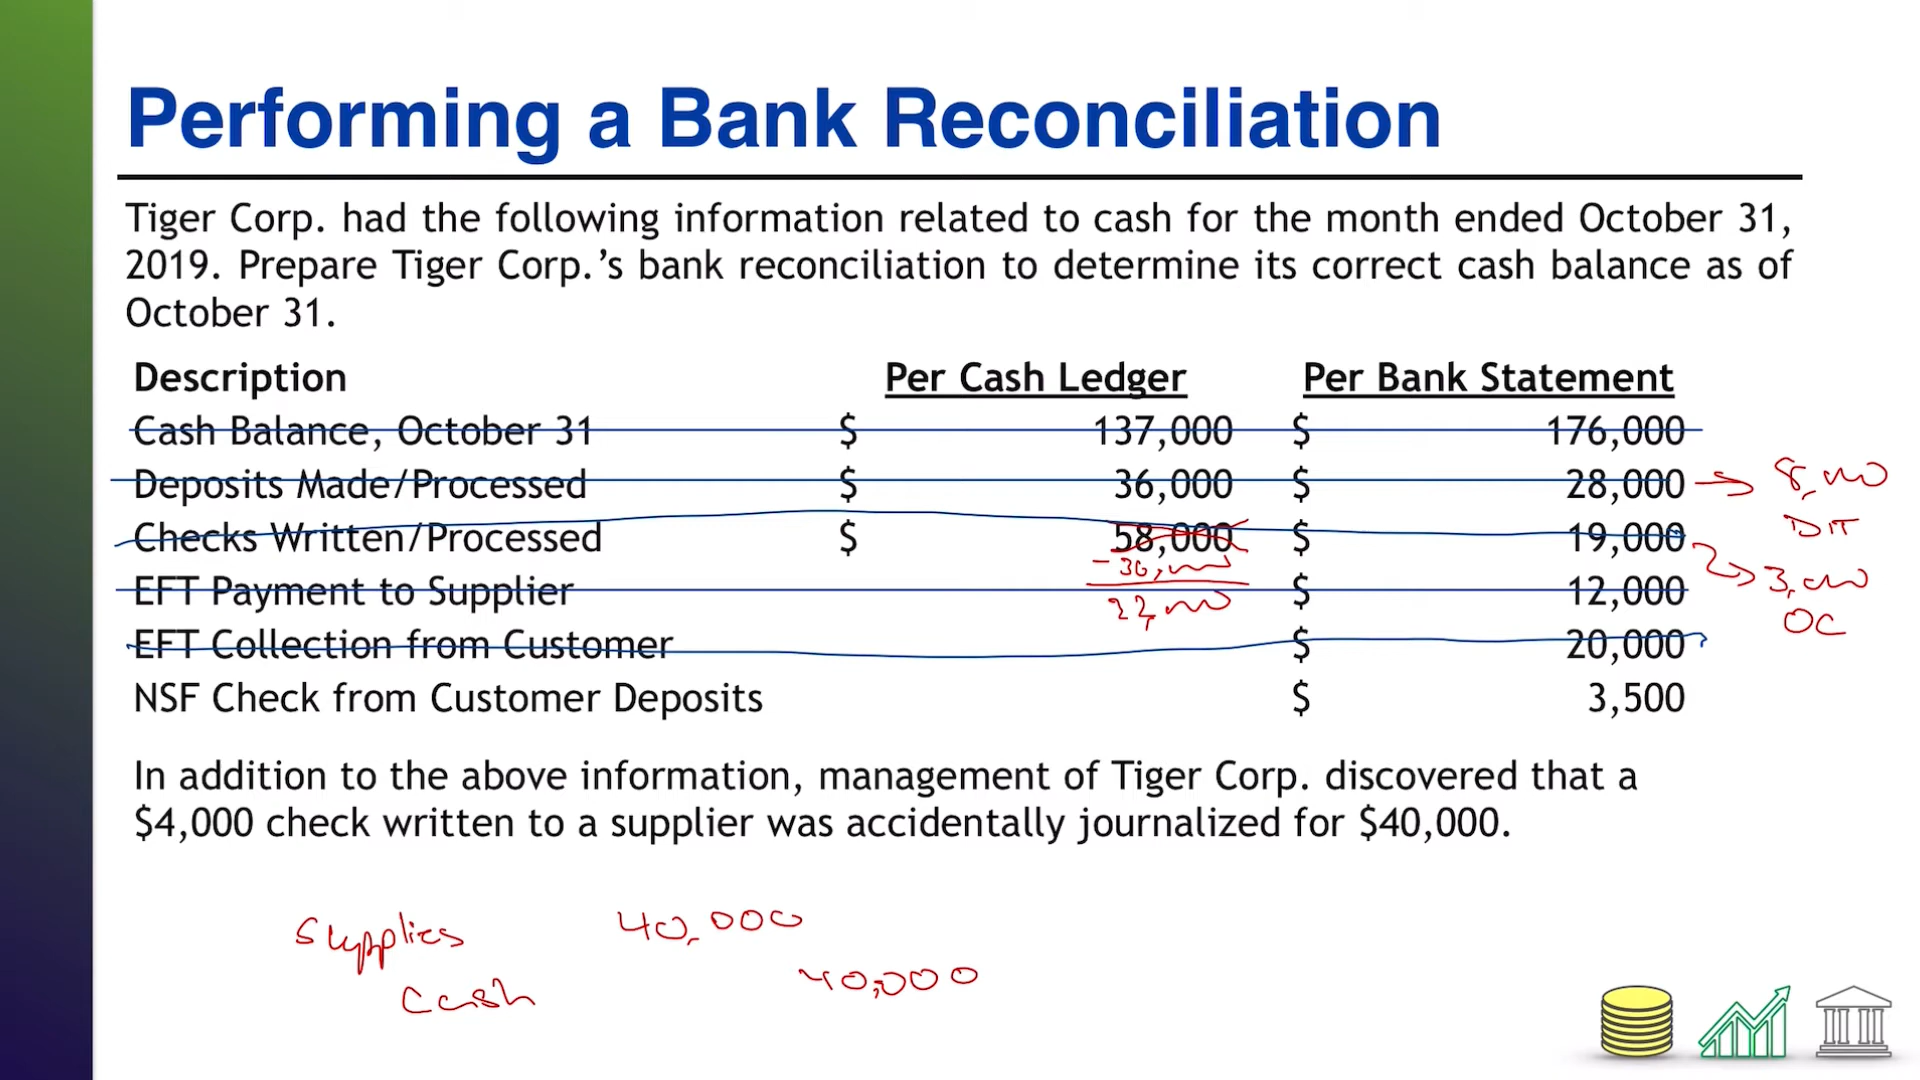 Performing a Bank Reconciliation
Tiger Corp. had the following information related to cash for the month ended October 31,
2019. Prepare Tiger Corp.’s bank reconciliation to determine its correct cash balance as of
October 31.
Description Per Cash Ledger Per Bank Statement
Cash Balance, October 31 $ 137,000 $ 176,000
Deposits Made/Processed $ 36,000 $ 28,000 → 8,000
DIT
Checks Written/Processed $ 58,000 $ 19,000
-36,000
→ 3,000
EFT Payment to Supplier $ 12,000
22,000
OC
EFT Collection from Customer $ 20,000
NSF Check from Customer Deposits $ 3,500
In addition to the above information, management of Tiger Corp. discovered that a
$4,000 check written to a supplier was accidentally journalized for $40,000.
Supplies 40,000
Cash 40,000